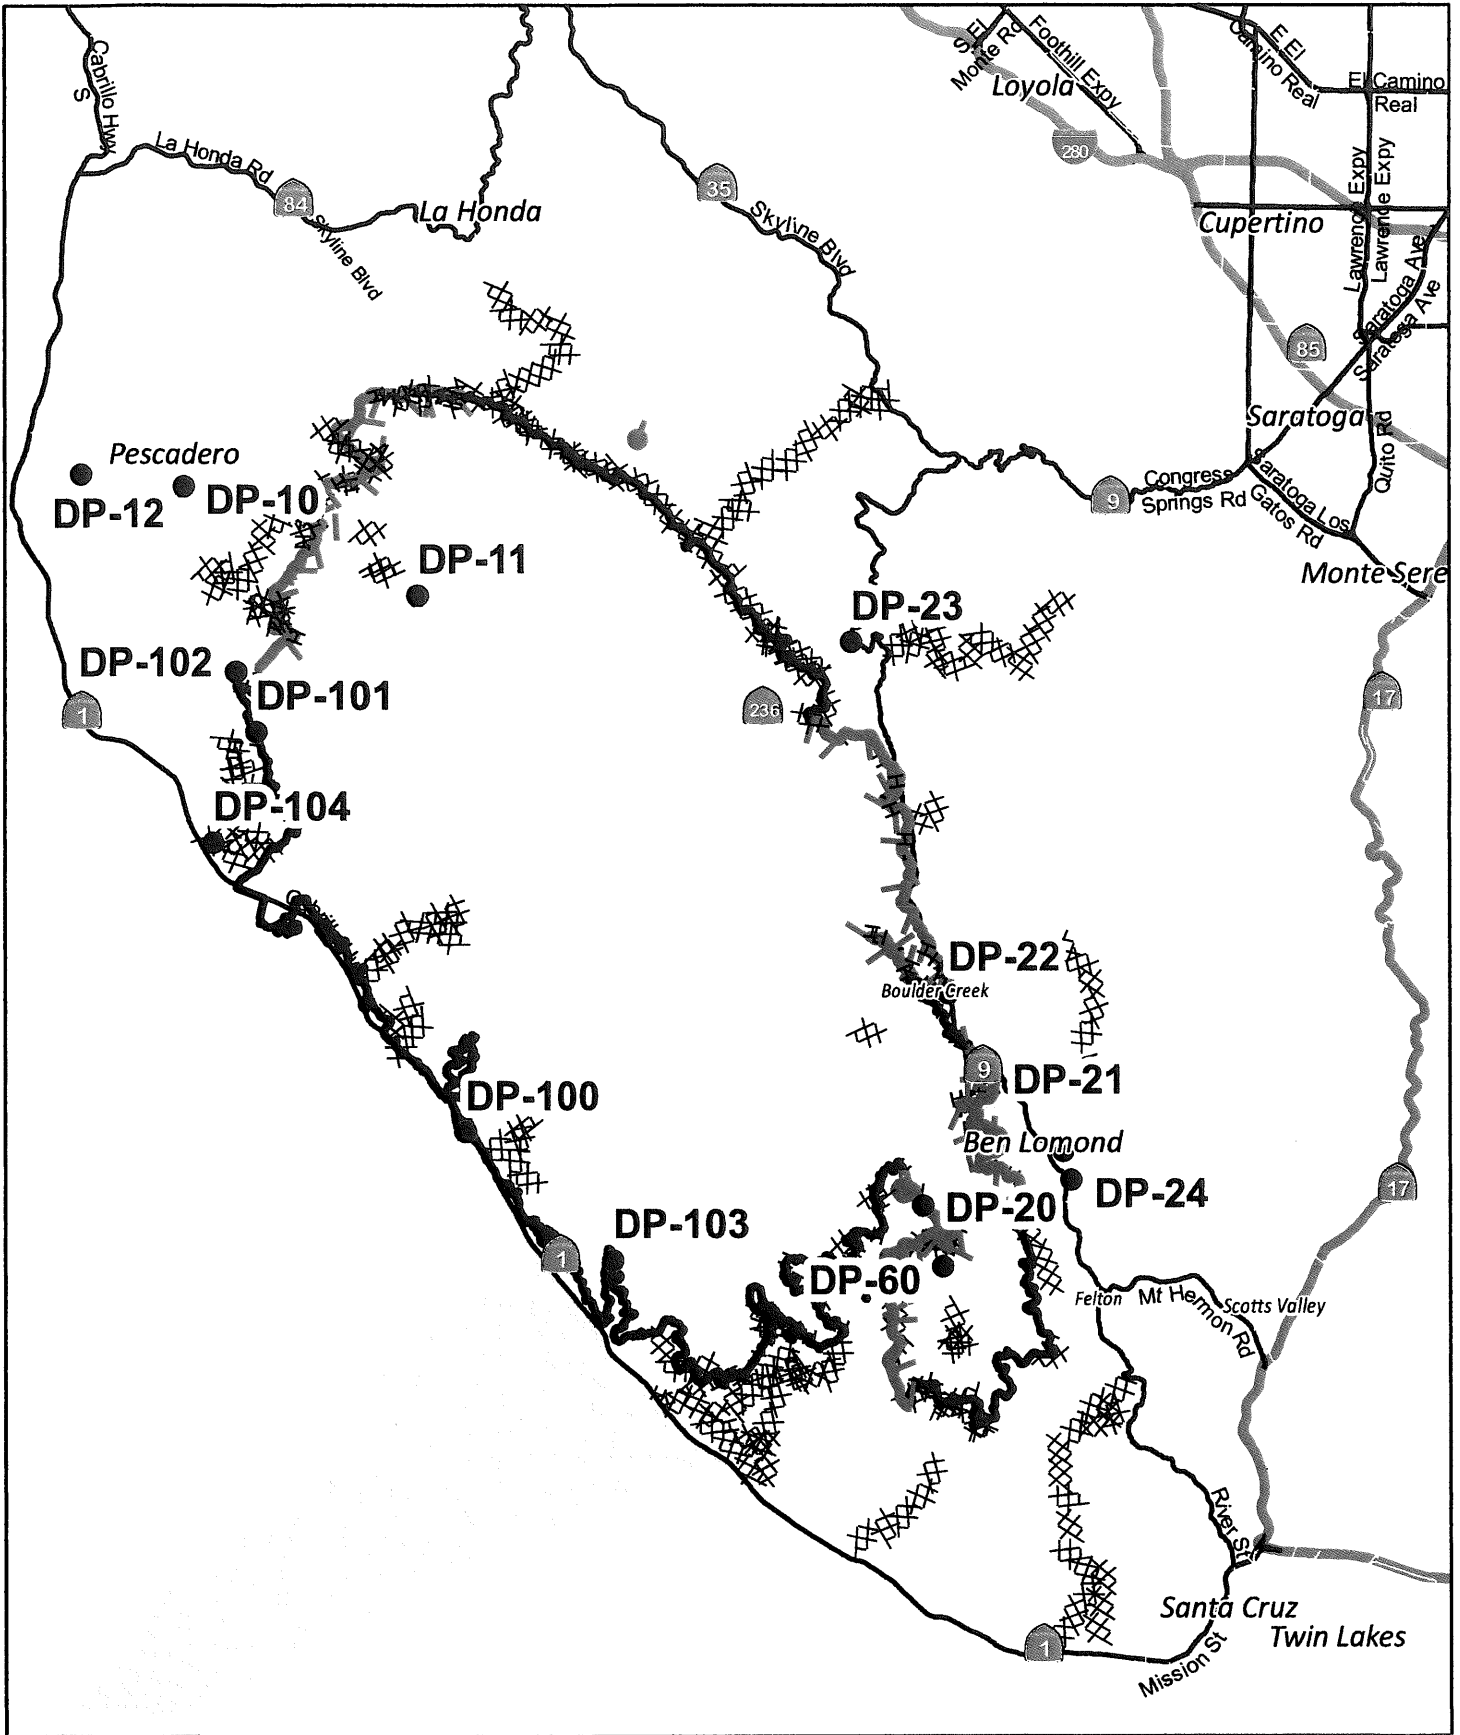 S El
Monte Rd
Foothill Expy
E El
Camino Real
El Camino
Real
Loyola
Cabrillo Hwy
S
280
La Honda Rd
84
La Honda
Skyline Blvd
35
Skyline Blvd
Lawrence Expy
Lawrence Expy
Cupertino
Saratoga Ave
Saratoga Ave
85
Saratoga
Quito Rd
Pescadero
DP-12
DP-10
9
Congress
Springs Rd
Saratoga Los
Gatos Rd
DP-11
Monte Sere
DP-23
DP-102
DP-101
1
236
17
DP-104
DP-22
Boulder Creek
9
DP-21
DP-100
Ben Lomond
DP-24
17
DP-20
DP-103
1
DP-60
Felton
Mt Hermon Rd
Scotts Valley
River St
Santa Cruz
Twin Lakes
1
Mission St